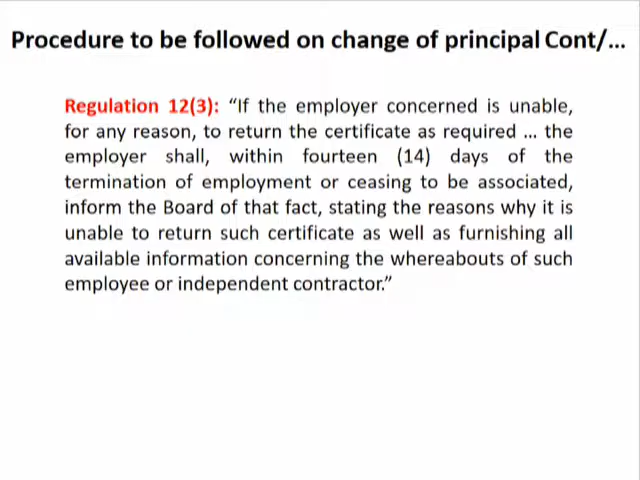 Procedure to be followed on change of principal Cont/...
Regulation 12(3): “If the employer concerned is unable,
for any reason, to return the certificate as required ... the
employer shall, within fourteen (14) days of the
termination of employment or ceasing to be associated,
inform the Board of that fact, stating the reasons why it is
unable to return such certificate as well as furnishing all
available information concerning the whereabouts of such
employee or independent contractor.”